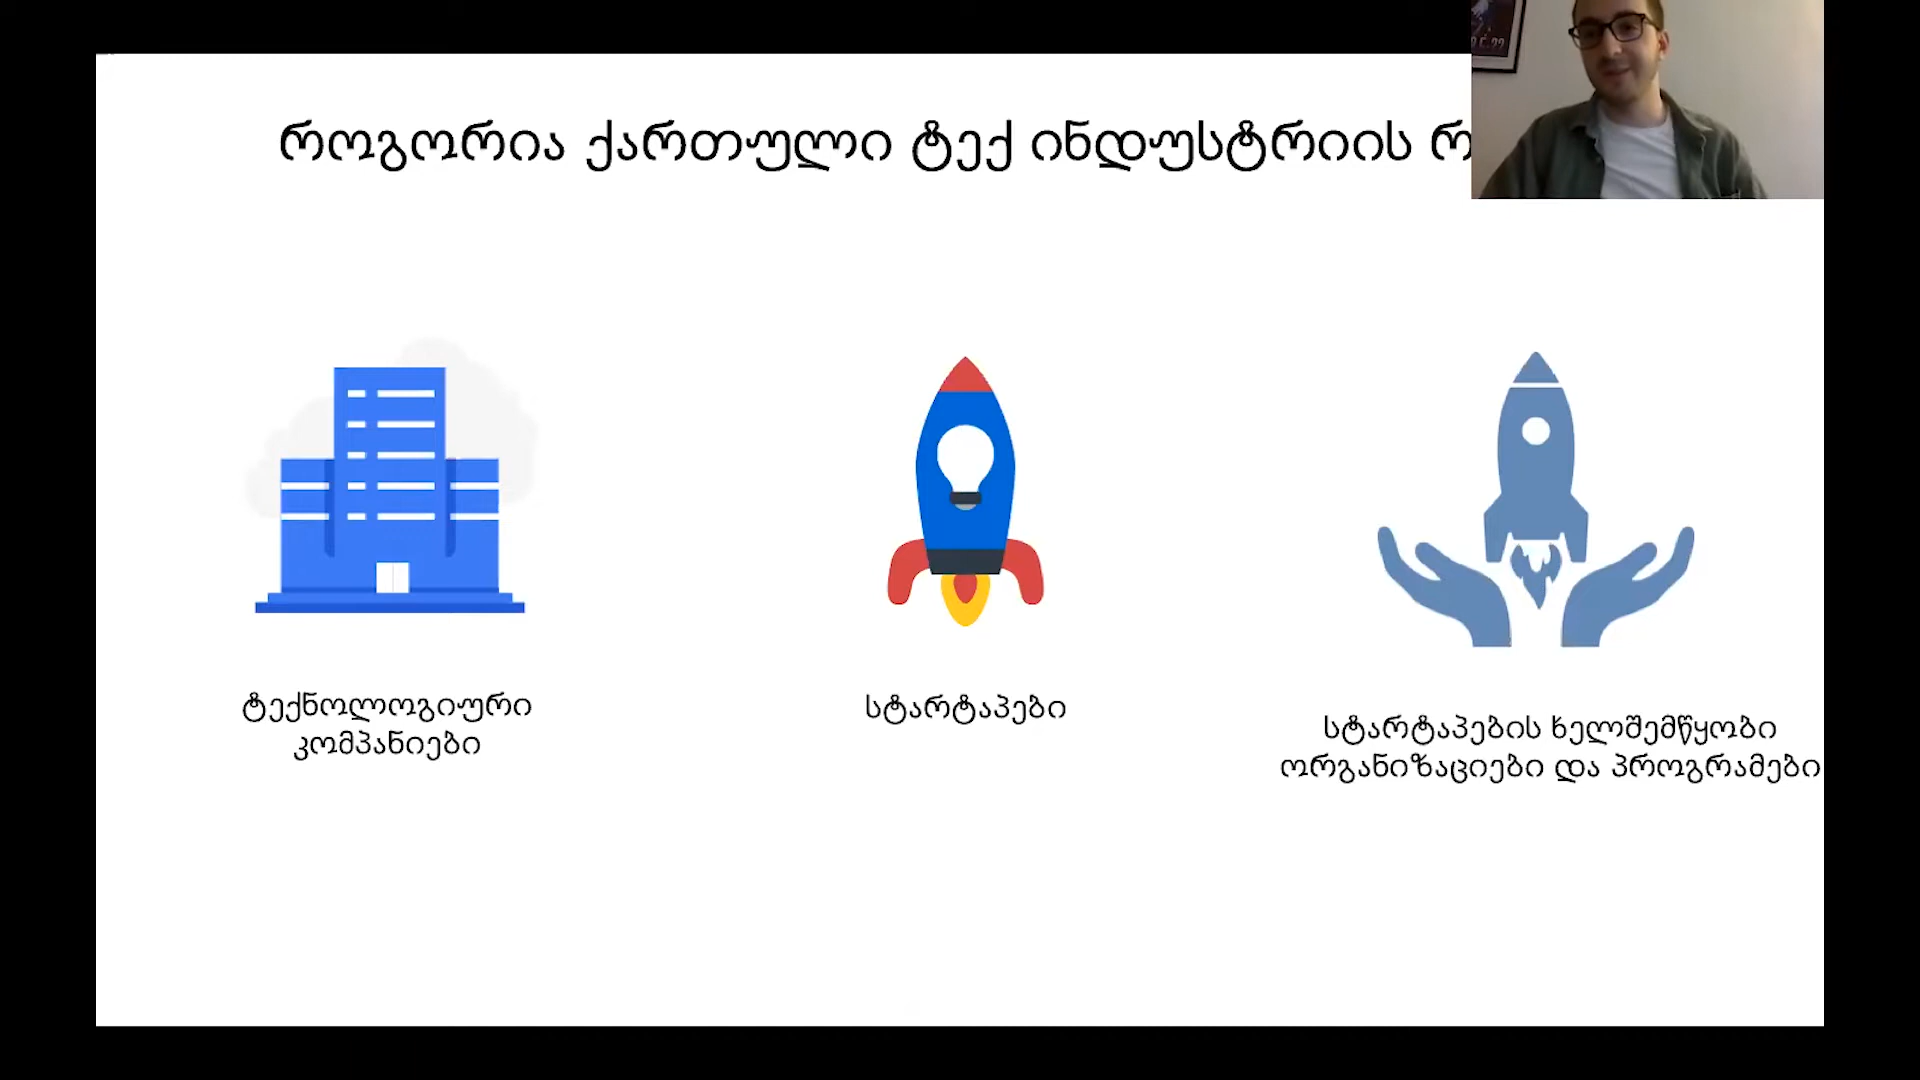 როგორია ქართული ტექ ინდუსტრიის
ტექნოლოგიური
კომპანიები
სტარტაპები
სტარტაპების ხელშემწყობი
ორგანიზაციები და პროგრამები